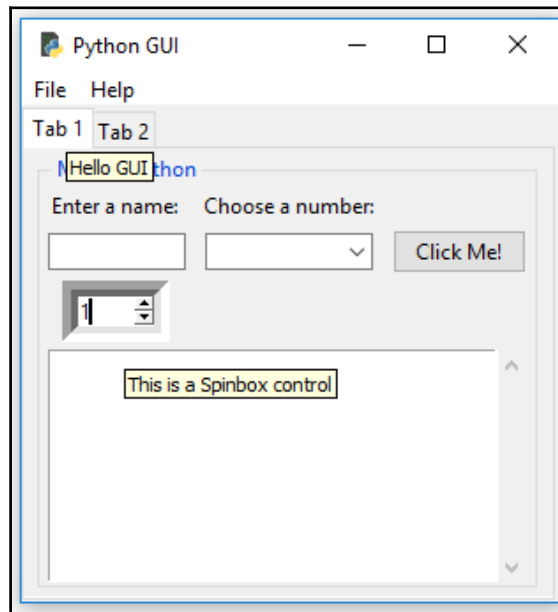 Python GUI
File Help
Tab 1 Tab 2
Hello GUI thon
Enter a name: Choose a number:
Click Me!
1
This is a Spinbox control